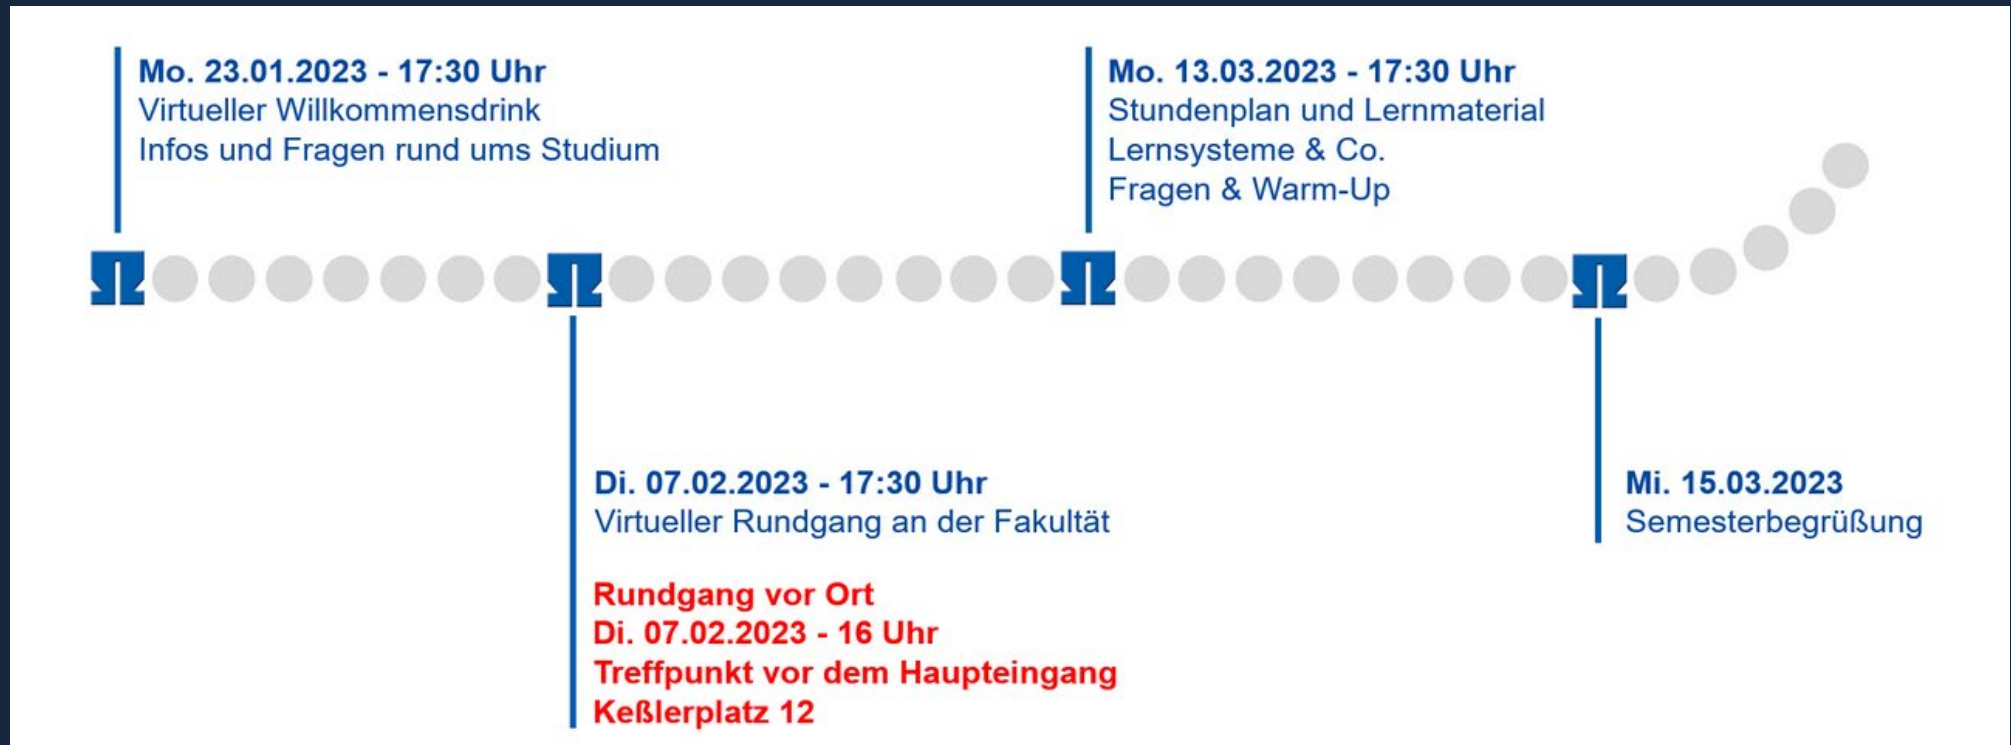 Mo. 23.01.2023 - 17:30 Uhr
Virtueller Willkommensdrink
Infos und Fragen rund ums Studium
Mo. 13.03.2023 - 17:30 Uhr
Stundenplan und Lernmaterial
Lernsysteme & Co.
Fragen & Warm-Up
Di. 07.02.2023 - 17:30 Uhr
Virtueller Rundgang an der Fakultät
Rundgang vor Ort
Di. 07.02.2023 - 16 Uhr
Treffpunkt vor dem Haupteingang
Keßlerplatz 12
Mi. 15.03.2023
Semesterbegrüßung